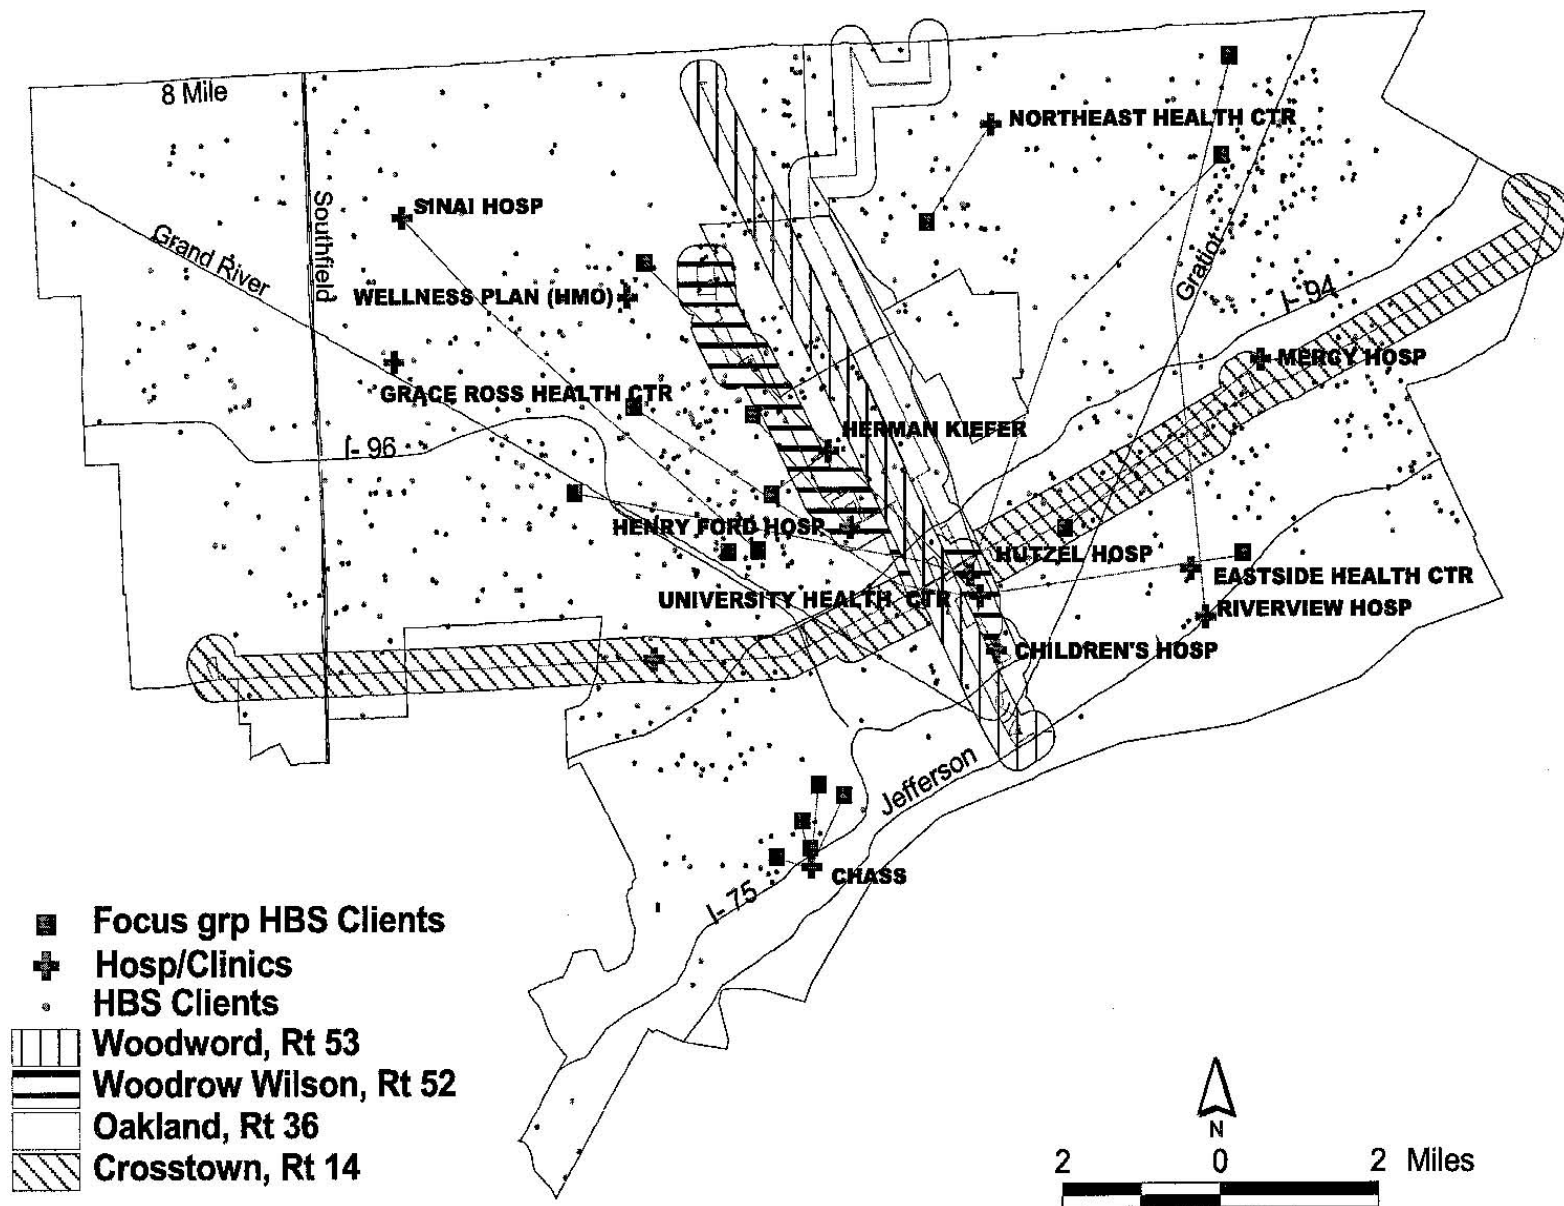 8 Mile
NORTHEAST HEALTH CTR
SINAI HOSP
Southfield
Grand River
Gratiot
WELLNESS PLAN (HMO)
I- 94
MERCY HOSP
GRACE ROSS HEALTH CTR
HERMAN KIEFER
I- 96
HENRY FORD HOSP
HUTZEL HOSP
EASTSIDE HEALTH CTR
UNIVERSITY HEALTH CTR
RIVERVIEW HOSP
CHILDREN'S HOSP
Jefferson
CHASS
I- 75
Focus grp HBS Clients
Hosp/Clinics
HBS Clients
Woodword, Rt 53
Woodrow Wilson, Rt 52
Oakland, Rt 36
Crosstown, Rt 14
N
2 0 2 Miles